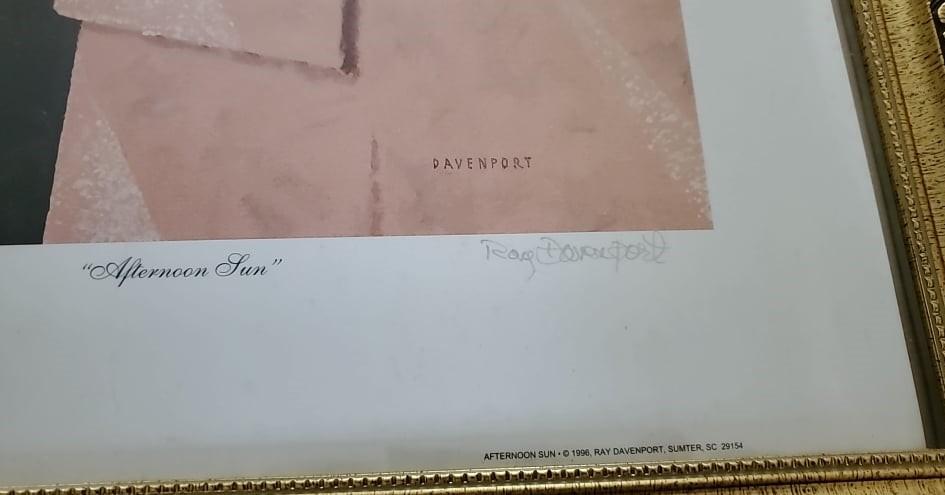 DAVENPORT
Ray Davenport
“Afternoon Sun”
AFTERNOON SUN • © 1996, RAY DAVENPORT, SUMTER, SC 29154